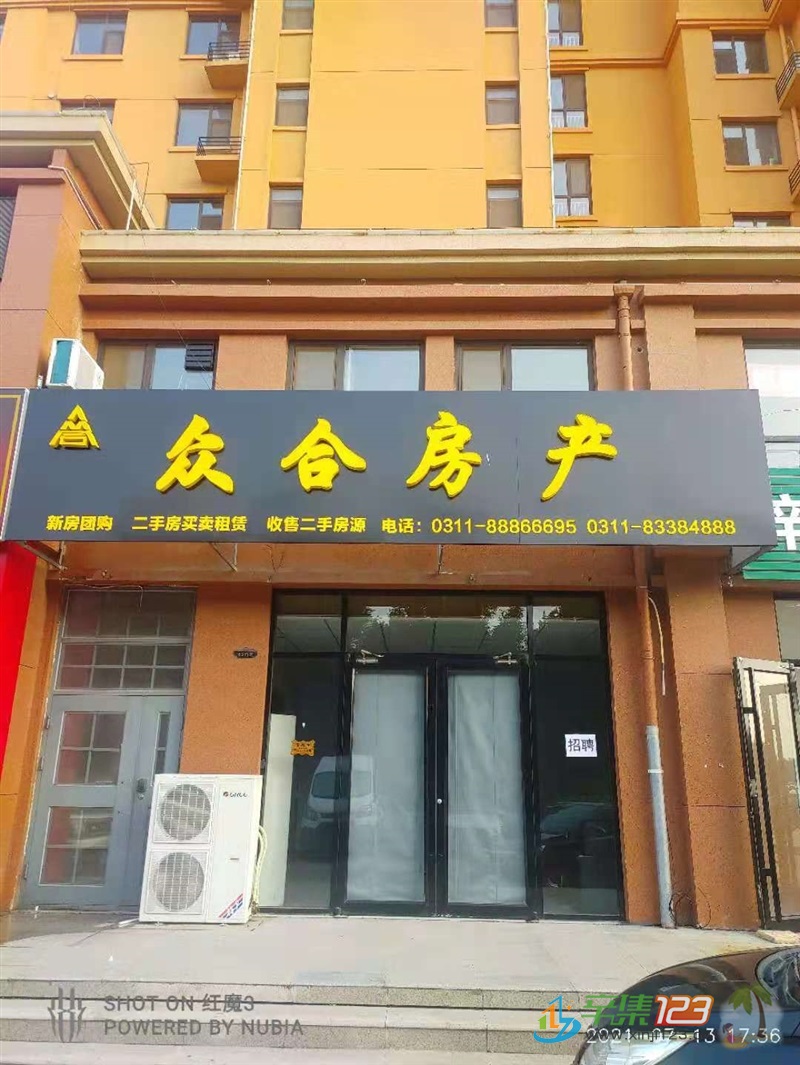 众合房产
新房团购 二手房买卖租赁 收售二手房源 电话：0311-88866695 0311-83384888
招聘
SHOT ON 红魔3
POWERED BY NUBIA
辛集123
2021-07-13 17:36